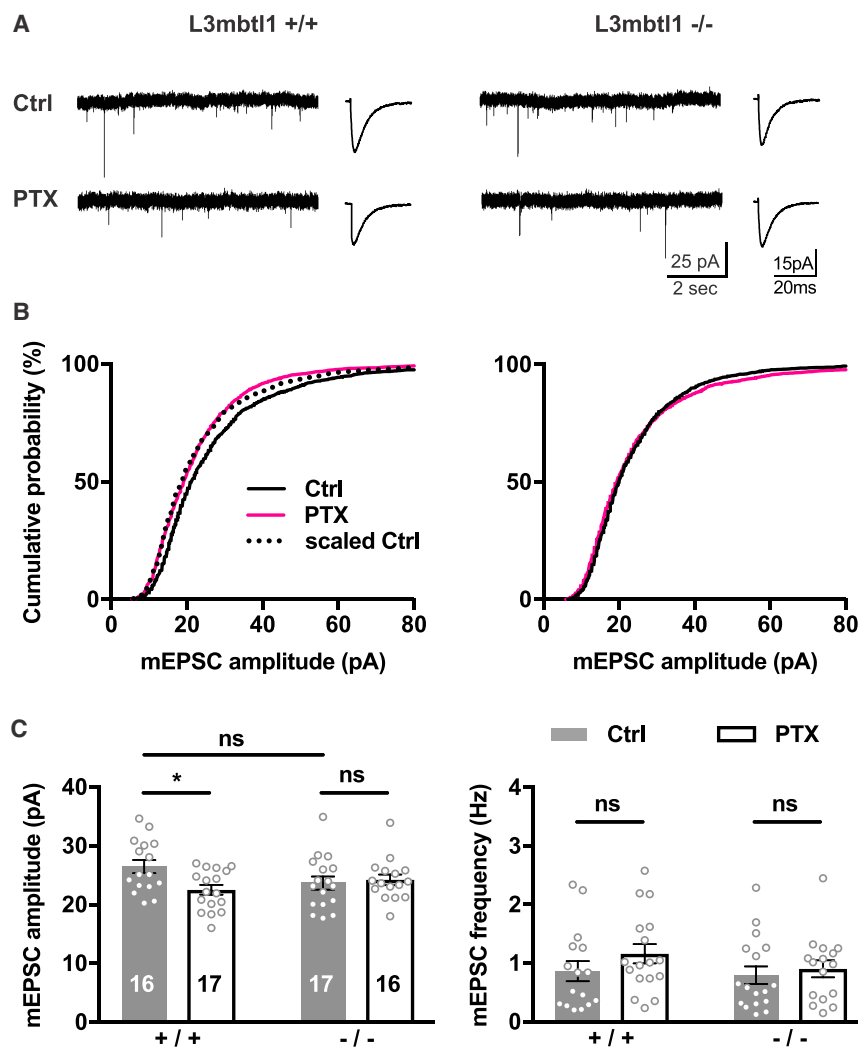 A
L3mbtl1 +/+
L3mbtl1 -/-
Ctrl
PTX
25 pA
2 sec
15pA
20ms
B
Cumulative probability (%)
100
50
0
0 20 40 60 80
mEPSC amplitude (pA)
Ctrl
PTX
scaled Ctrl
100
50
0
0 20 40 60 80
mEPSC amplitude (pA)
C
mEPSC amplitude (pA)
40
30
20
10
0
ns
*
ns
16
17
17
16
+ / +
- / -
Ctrl
PTX
mEPSC frequency (Hz)
4
3
2
1
0
ns
ns
+ / +
- / -